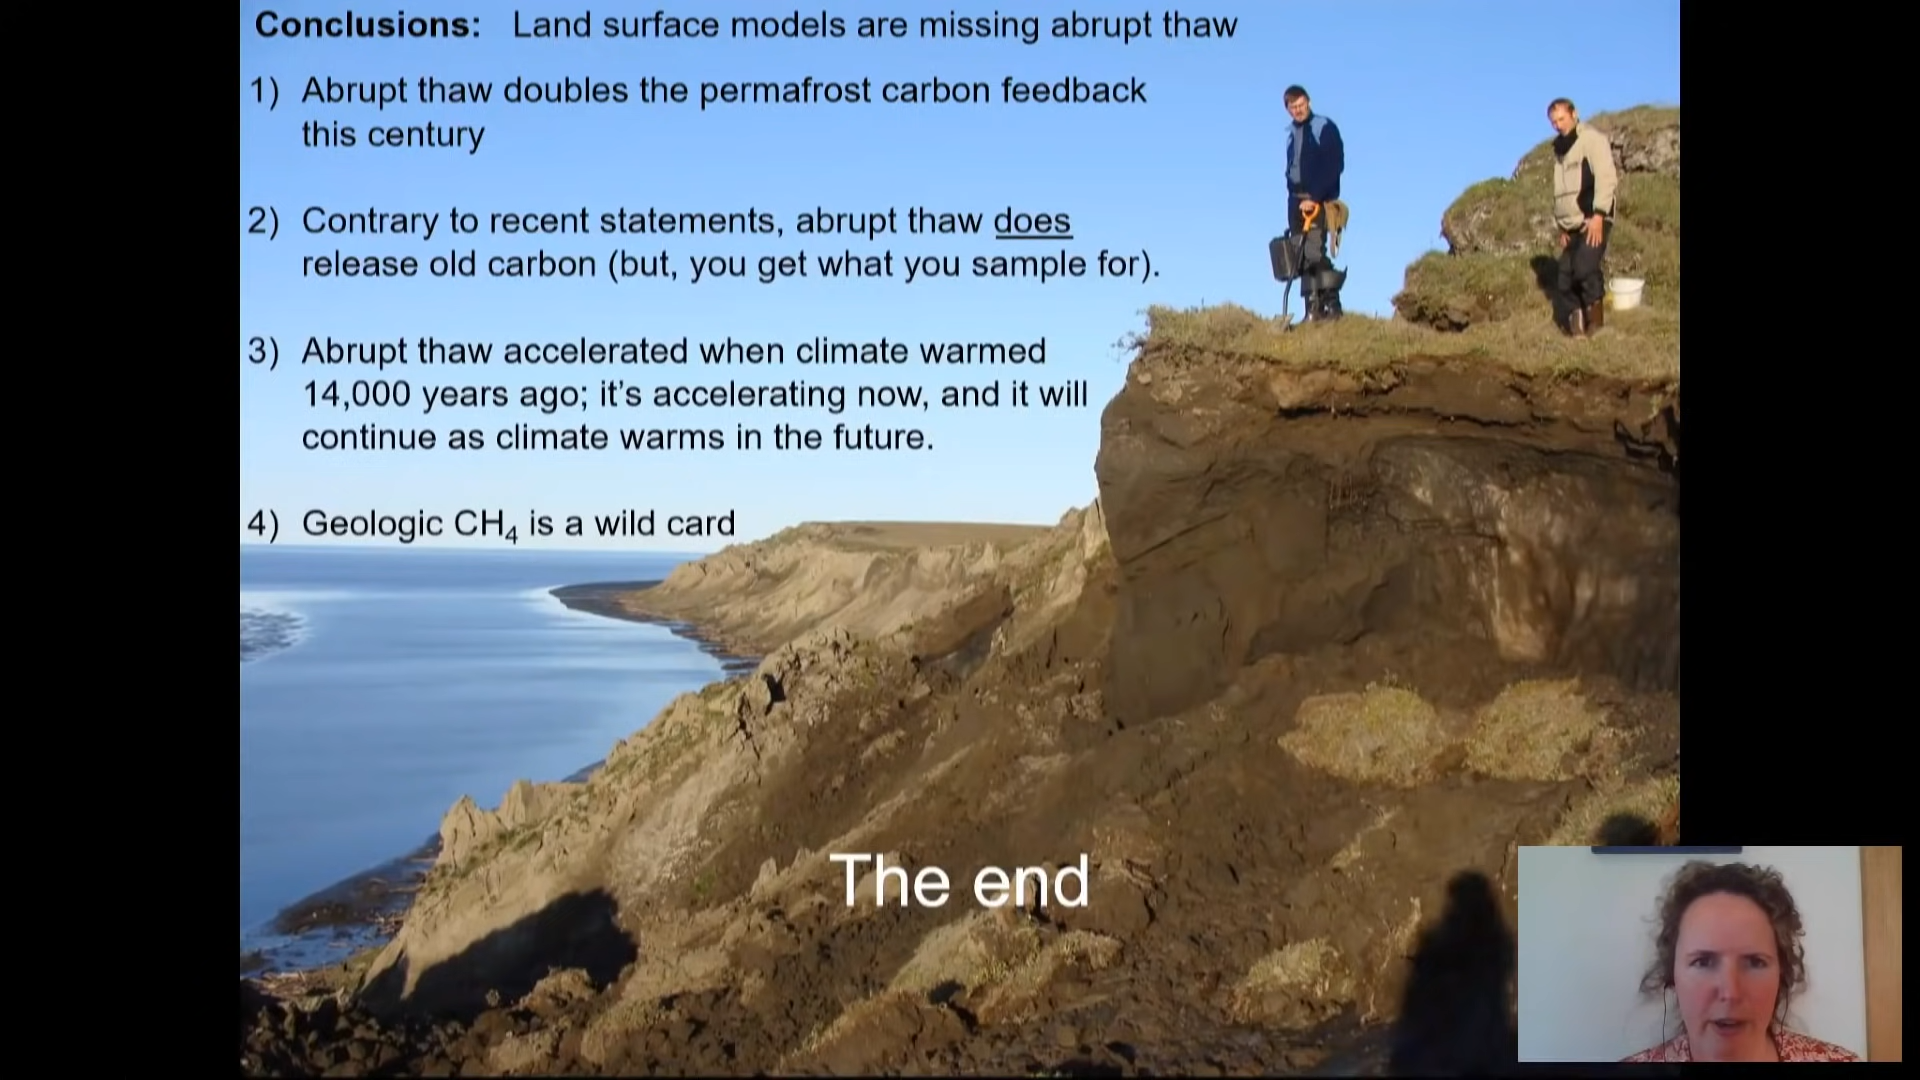 Conclusions: Land surface models are missing abrupt thaw
1) Abrupt thaw doubles the permafrost carbon feedback
this century
2) Contrary to recent statements, abrupt thaw does
release old carbon (but, you get what you sample for).
3) Abrupt thaw accelerated when climate warmed
14,000 years ago; it’s accelerating now, and it will
continue as climate warms in the future.
4) Geologic CH₄ is a wild card
The end